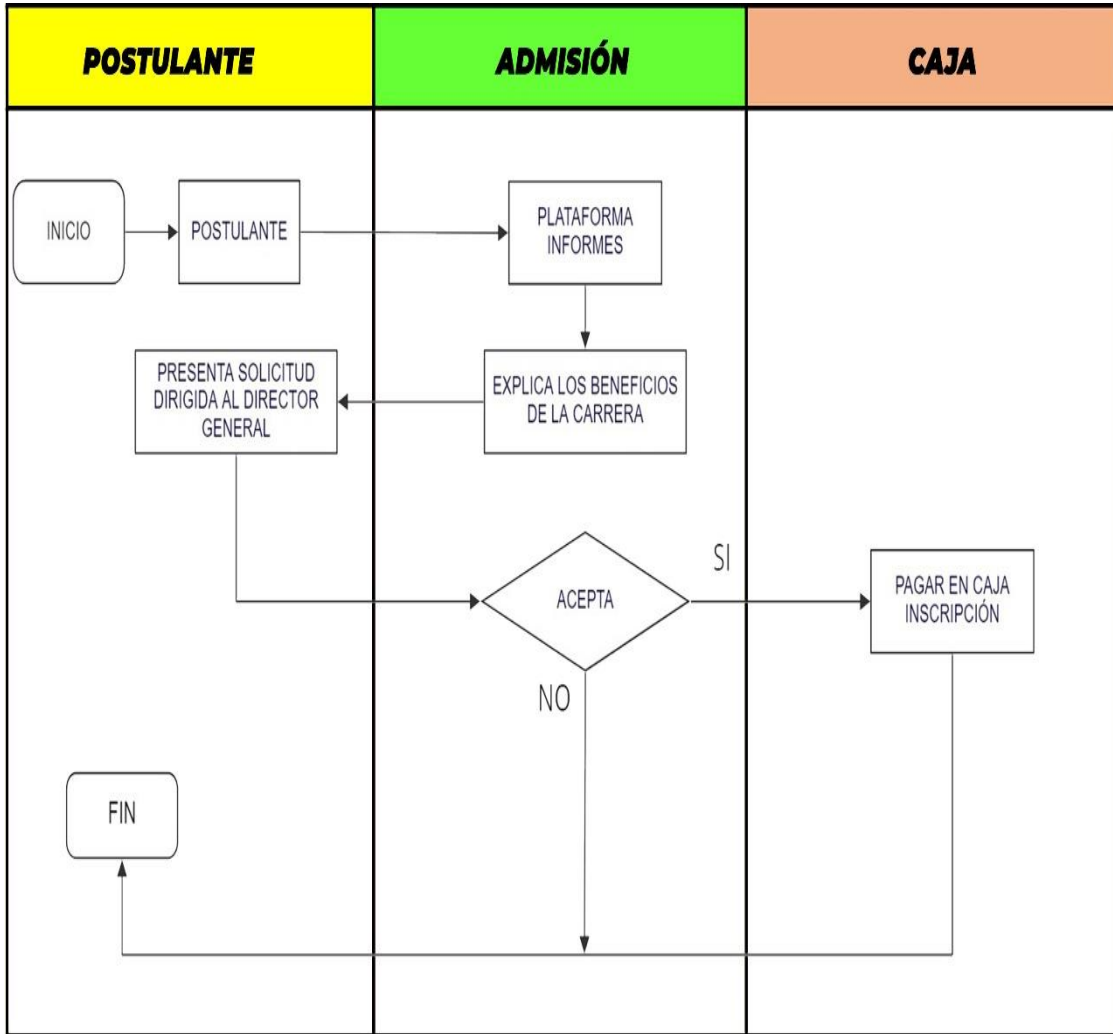 POSTULANTE
ADMISIÓN
CAJA
INICIO
POSTULANTE
PLATAFORMA
INFORMES
PRESENTA SOLICITUD
DIRIGIDA AL DIRECTOR
GENERAL
EXPLICA LOS BENEFICIOS
DE LA CARRERA
ACEPTA
SI
PAGAR EN CAJA
INSCRIPCIÓN
NO
FIN